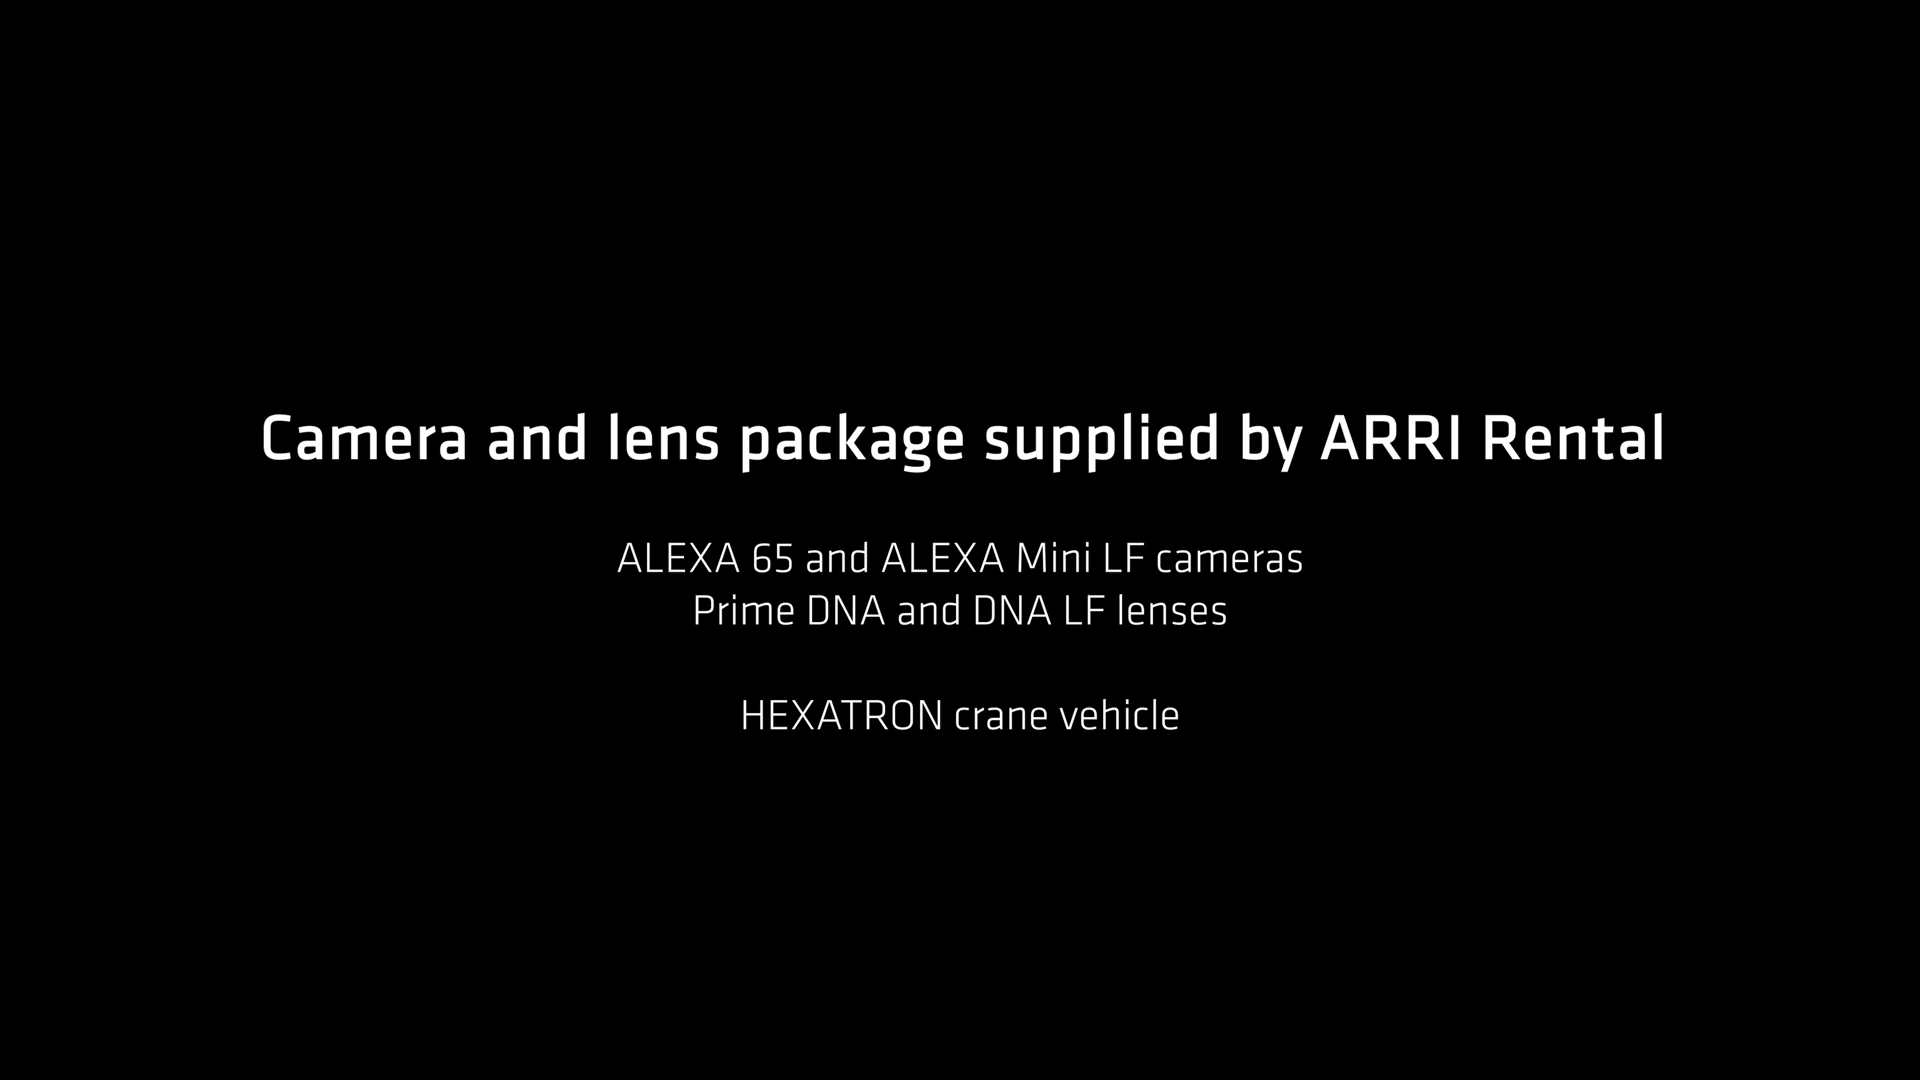 Camera and lens package supplied by ARRI Rental
ALEXA 65 and ALEXA Mini LF cameras
Prime DNA and DNA LF lenses
HEXATRON crane vehicle